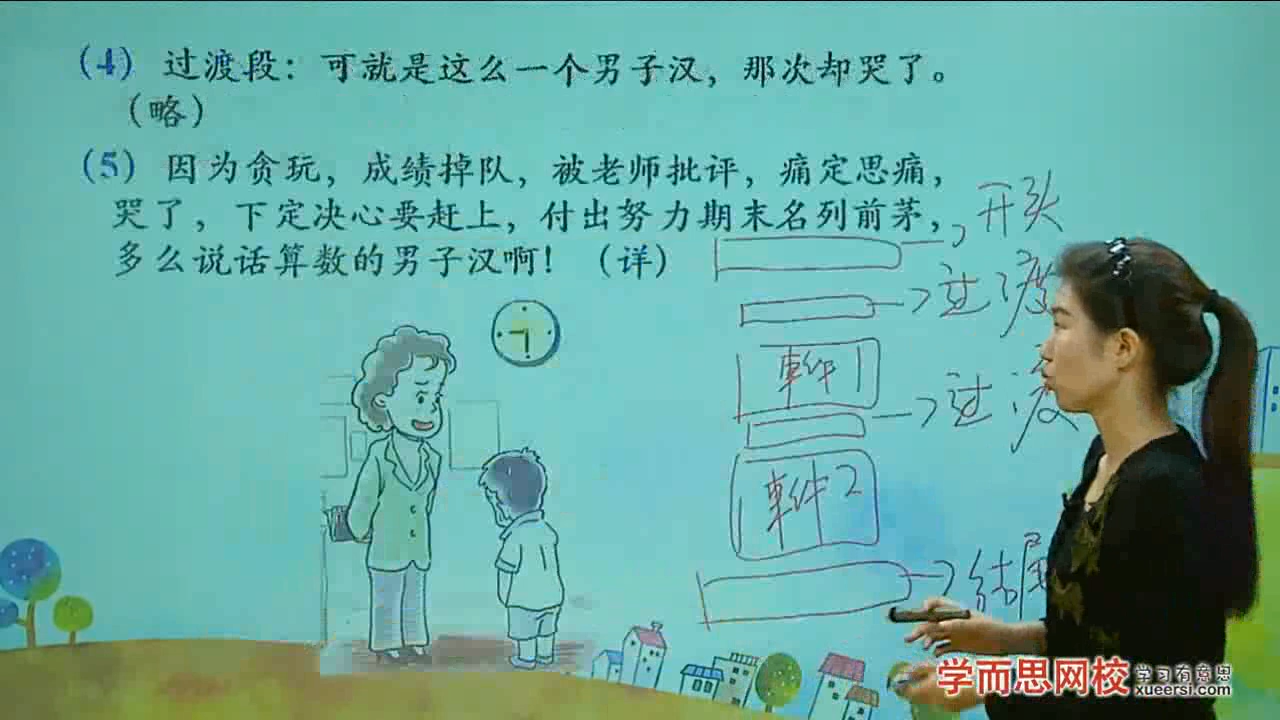 （4）过渡段：可就是这么一个男子汉，那次却哭了。
（略）
（5）因为贪玩，成绩掉队，被老师批评，痛定思痛，
哭了，下定决心要赶上，付出努力期末名列前茅，
多么说话算数的男子汉啊！（详）
开头
过渡
事件1
过渡
事件2
结尾
学而思网校
学习有意思
xueersi.com